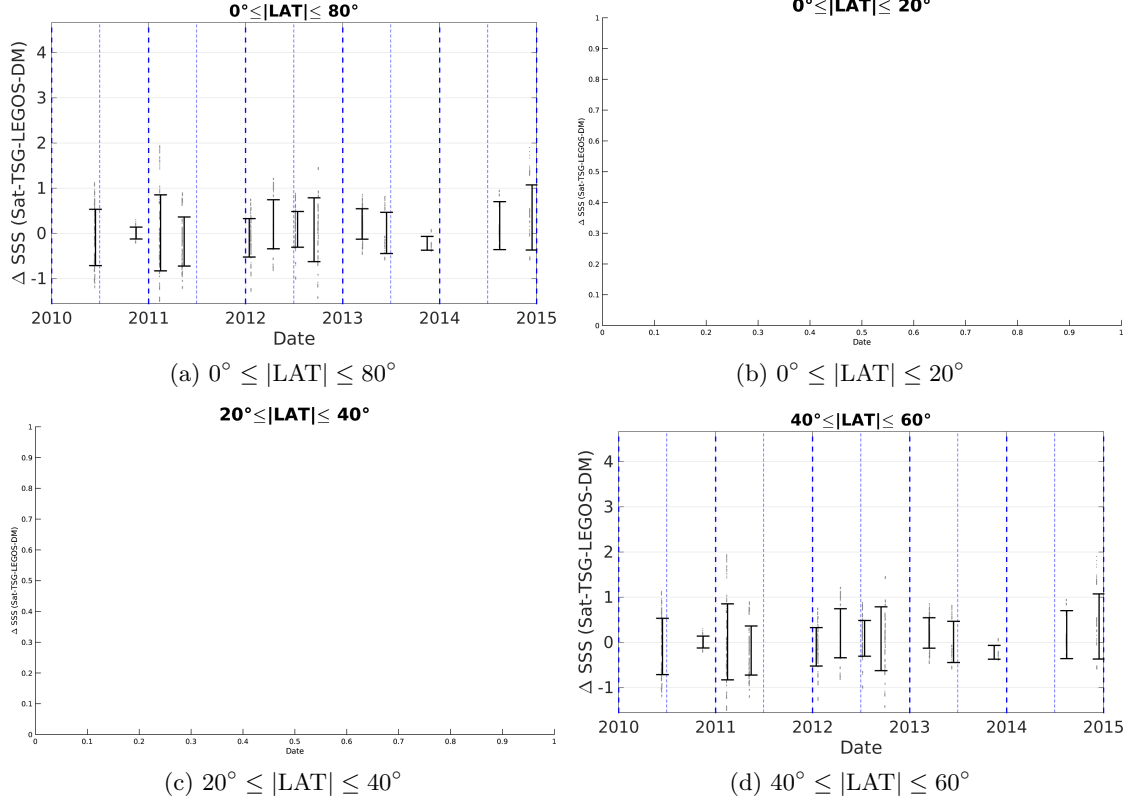 0°≤|LAT|≤ 80°
Δ SSS (Sat-TSG-LEGOS-DM)
4
3
2
1
0
-1
2010 2011 2012 2013 2014 2015
Date
(a) 0° ≤ |LAT| ≤ 80°
0°≤|LAT|≤ 20°
Δ SSS (Sat-TSG-LEGOS-DM)
1
0.9
0.8
0.7
0.6
0.5
0.4
0.3
0.2
0.1
0
0 0.1 0.2 0.3 0.4 0.5 0.6 0.7 0.8 0.9 1
Date
(b) 0° ≤ |LAT| ≤ 20°
20°≤|LAT|≤ 40°
Δ SSS (Sat-TSG-LEGOS-DM)
1
0.9
0.8
0.7
0.6
0.5
0.4
0.3
0.2
0.1
0
0 0.1 0.2 0.3 0.4 0.5 0.6 0.7 0.8 0.9 1
Date
(c) 20° ≤ |LAT| ≤ 40°
40°≤|LAT|≤ 60°
Δ SSS (Sat-TSG-LEGOS-DM)
4
3
2
1
0
-1
2010 2011 2012 2013 2014 2015
Date
(d) 40° ≤ |LAT| ≤ 60°